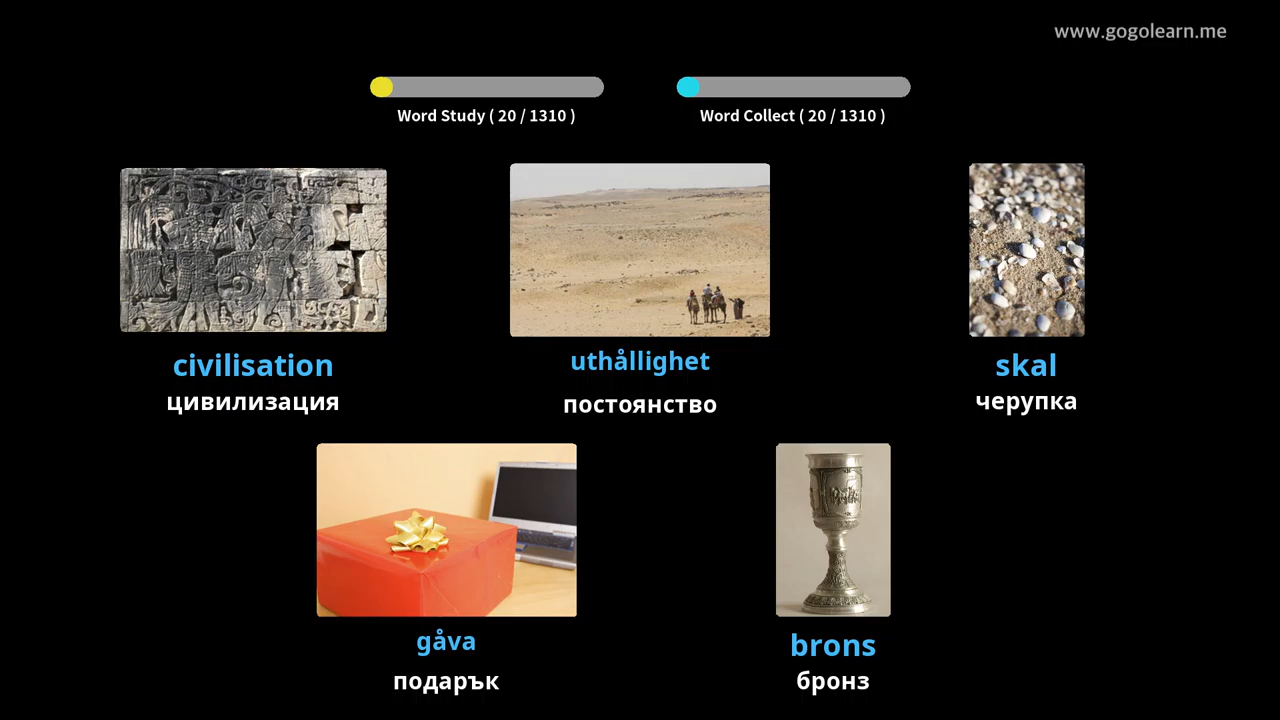 www.gogolearn.me
Word Study ( 20 / 1310 )
Word Collect ( 20 / 1310 )
civilisation
цивилизация
uthållighet
постоянство
skal
черупка
gåva
подарък
brons
бронз